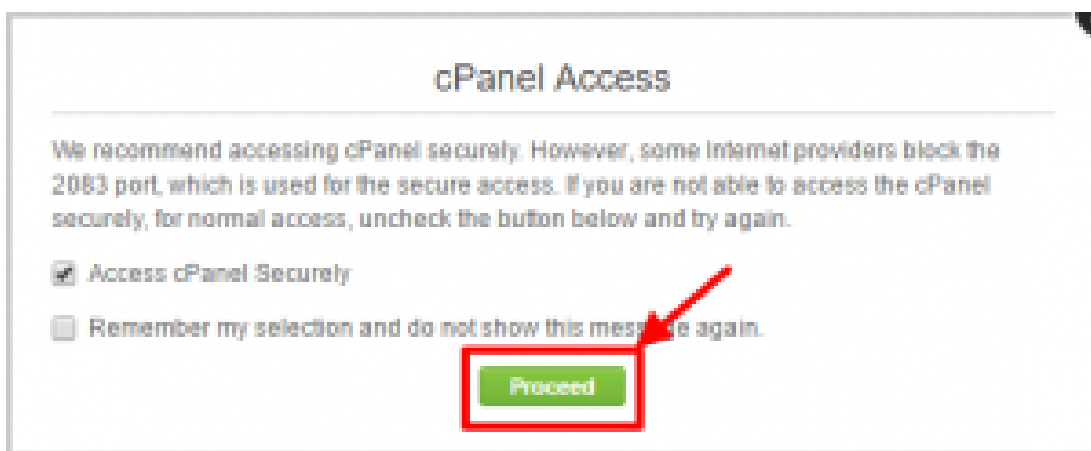 cPanel Access
We recommend accessing cPanel securely. However, some Internet providers block the
2083 port, which is used for the secure access. If you are not able to access the cPanel
securely, for normal access, uncheck the button below and try again.
Access cPanel Securely
Remember my selection and do not show this message again.
Proceed